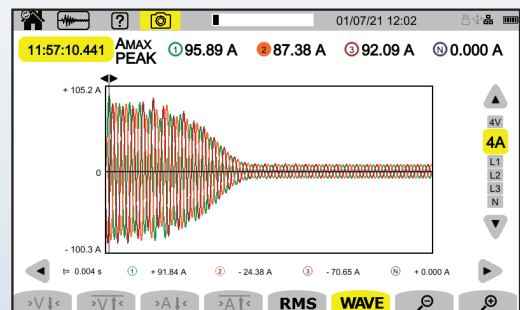 ? 01/07/21 12:02
11:57:10.441 AMAX PEAK 1 95.89 A 2 87.38 A 3 92.09 A N 0.000 A
+ 105.2 A
0
- 100.3 A
4V
4A
L1
L2
L3
N
t= 0.004 s 1 + 91.84 A 2 - 24.38 A 3 - 70.65 A N + 0.000 A
>V↓< >V↑< >A↓< >A↑< RMS WAVE